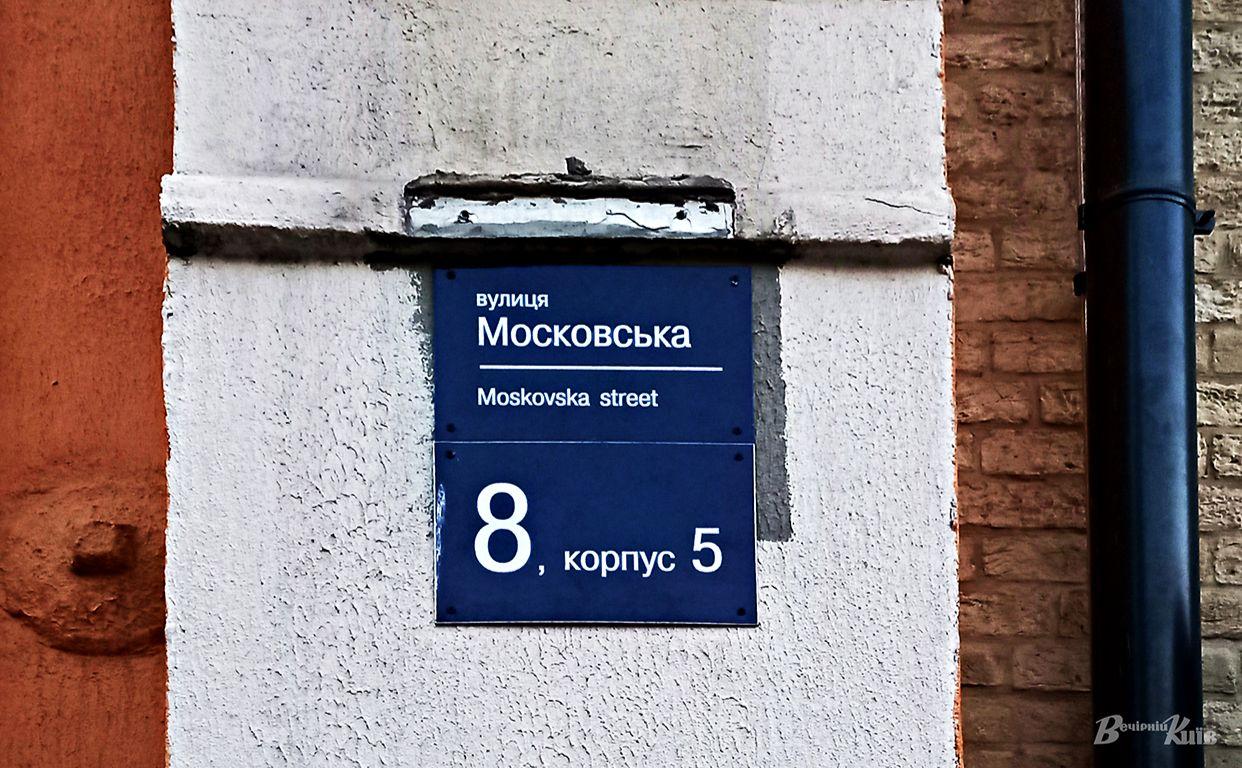 вулиця
Московська
Moskovska street
8, корпус 5
Вечірній Київ